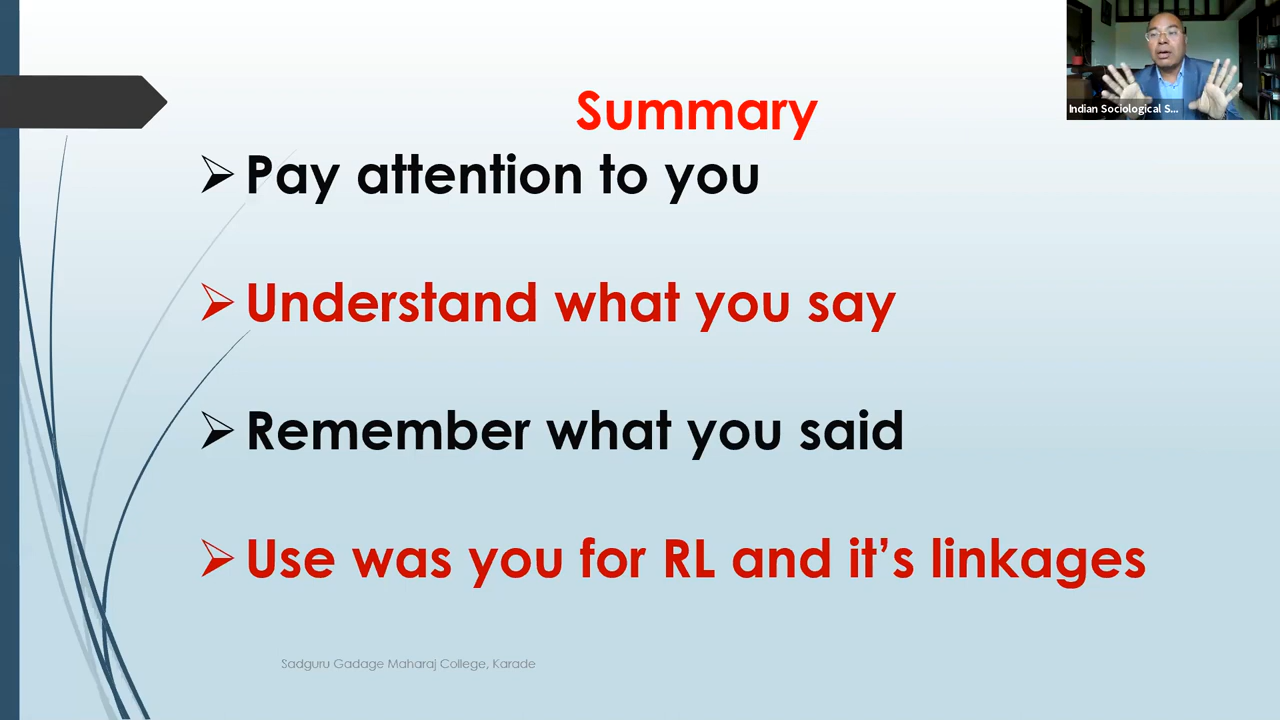 Summary
Pay attention to you
Understand what you say
Remember what you said
Use was you for RL and it’s linkages
Sadguru Gadage Maharaj College, Karade
Indian Sociological S...